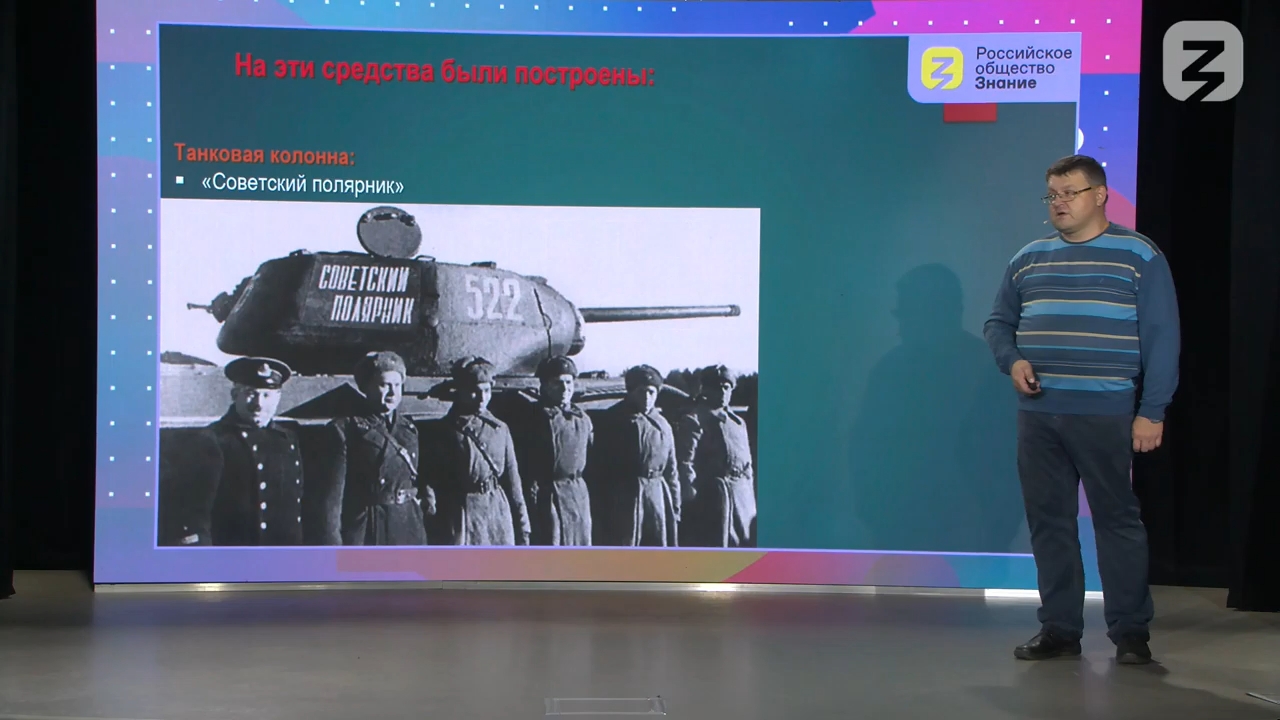 На эти средства были построены:
Российское
общество
Знание
Танковая колонна:
▪ «Советский полярник»
СОВЕТСКИЙ
ПОЛЯРНИК
522